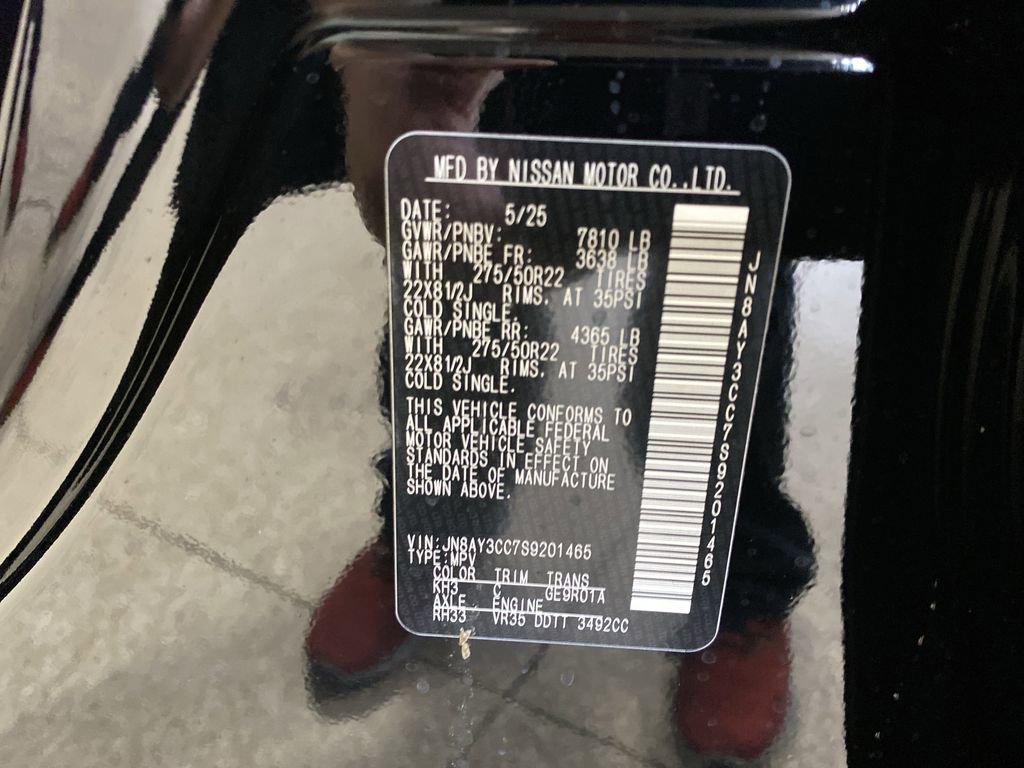 MFD BY NISSAN MOTOR CO.,LTD.
DATE: 5/25
GVWR/PNBV: 7810 LB
GAWR/PNBE FR: 3638 LB
WITH 275/50R22 TIRES
22X81/2J RIMS, AT 35PSI
COLD SINGLE.
GAWR/PNBE RR: 4365 LB
WITH 275/50R22 TIRES
22X81/2J RIMS, AT 35PSI
COLD SINGLE.
THIS VEHICLE CONFORMS TO
ALL APPLICABLE FEDERAL
MOTOR VEHICLE SAFETY
STANDARDS IN EFFECT ON
THE DATE OF MANUFACTURE
SHOWN ABOVE.
VIN:JN8AY3CC7S9201465
TYPE:MPV
COLOR TRIM TRANS
KH3 C GE9R01A
AXLE ENGINE
RH33 VR35 DDTT 3492CC
JN8AY3CC7S9201465